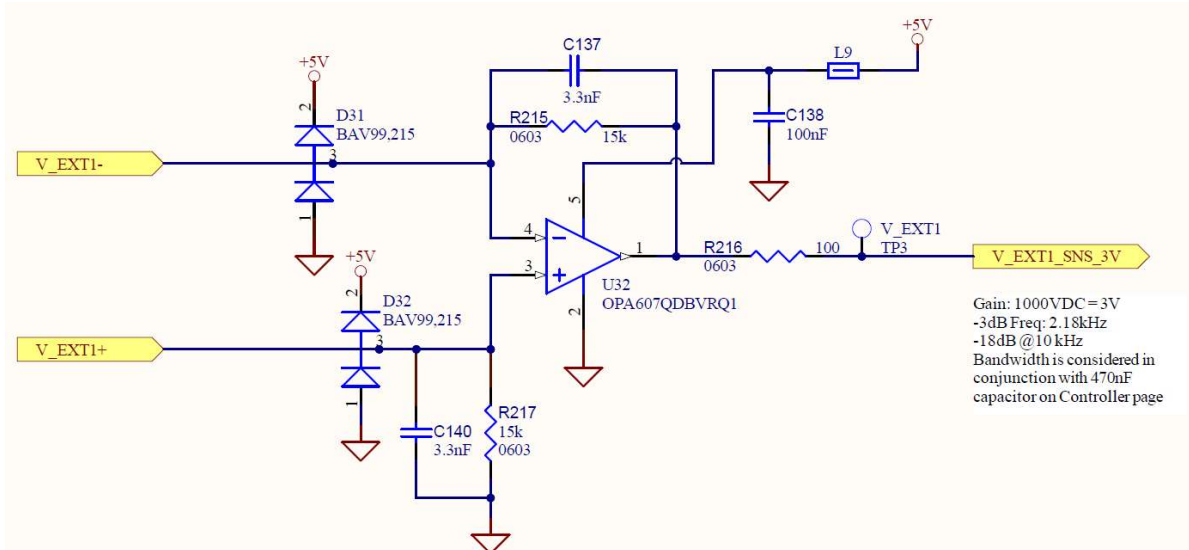 C137
3.3nF
R215
0603
15k
+5V
L9
C138
100nF
+5V
2
D31
BAV99,215
3
1
V_EXT1-
5
4
3
1
2
U32
OPA607QDBVRQ1
R216
0603
100
V_EXT1
TP3
V_EXT1_SNS_3V
+5V
2
D32
BAV99,215
3
1
V_EXT1+
C140
3.3nF
R217
15k
0603
Gain: 1000VDC = 3V
-3dB Freq: 2.18kHz
-18dB @10 kHz
Bandwidth is considered in
conjunction with 470nF
capacitor on Controller page